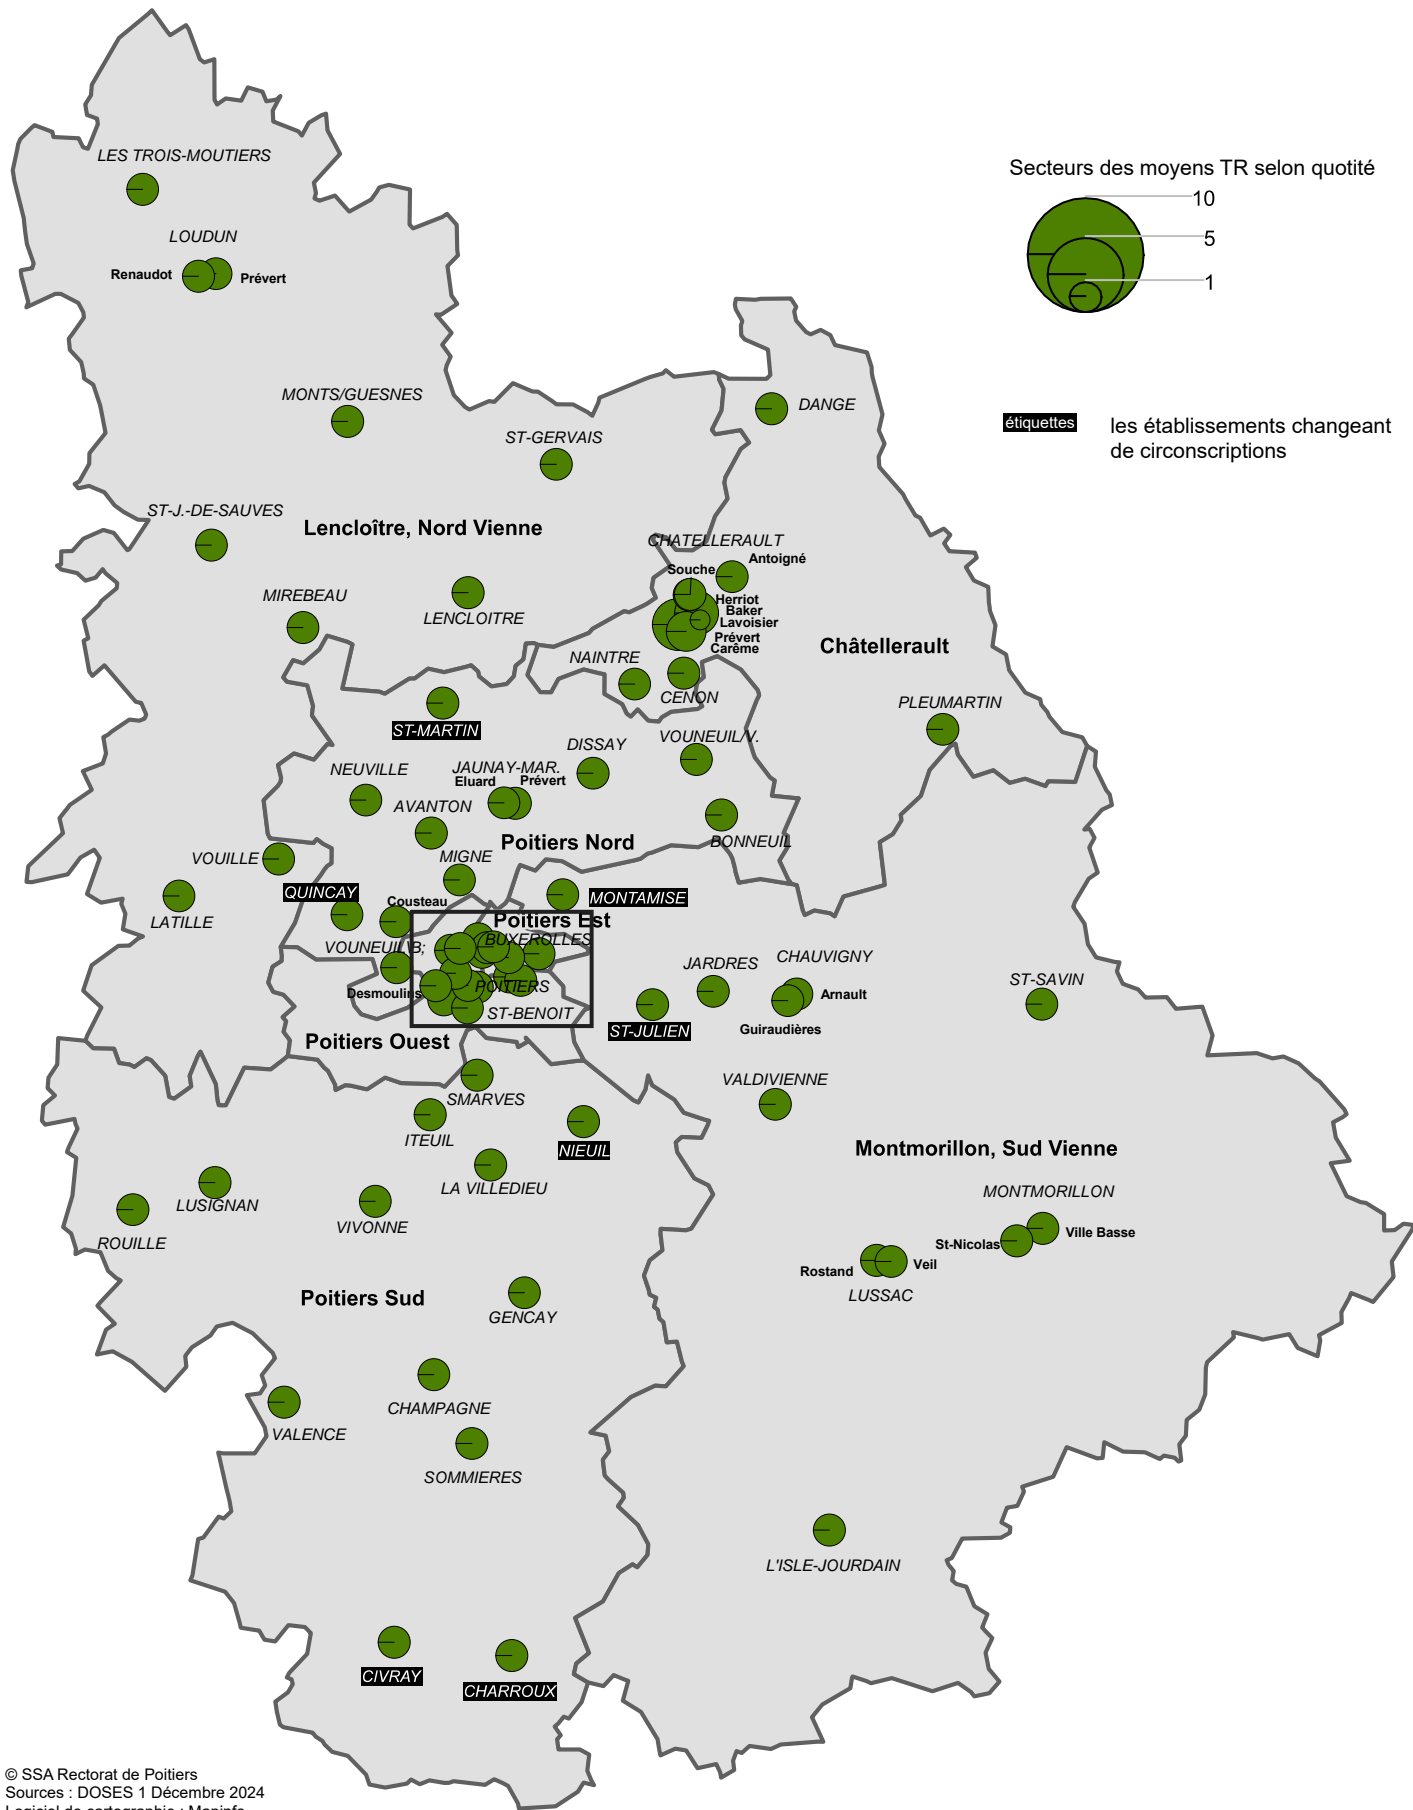 LES TROIS-MOUTIERS
Secteurs des moyens TR selon quotité
10
5
1
LOUDUN
Renaudot
Prévert
MONTS/GUESNES
DANGE
étiquettes
les établissements changeant
de circonscriptions
ST-GERVAIS
ST-J.-DE-SAUVES
Lencloître, Nord Vienne
CHATELLERAULT
Antoigné
Souche
Herriot
Baker
Lavoisier
Prévert
Carême
MIREBEAU
LENCLOITRE
Châtellerault
NAINTRE
CENON
PLEUMARTIN
ST-MARTIN
VOUNEUIL/V.
DISSAY
NEUVILLE
JAUNAY-MAR.
Eluard
Prévert
AVANTON
Poitiers Nord
BONNEUIL
VOUILLE
MIGNE
QUINCAY
MONTAMISE
Cousteau
LATILLE
Poitiers Est
VOUNEUIL\B;
BUXEROLLES
CHAUVIGNY
JARDRES
ST-SAVIN
Desmoulins
POITIERS
Arnault
ST-BENOIT
Guiraudières
ST-JULIEN
Poitiers Ouest
VALDIVIENNE
SMARVES
ITEUIL
NIEUIL
Montmorillon, Sud Vienne
LA VILLEDIEU
MONTMORILLON
LUSIGNAN
VIVONNE
ROUILLE
Ville Basse
St-Nicolas
Rostand
Veil
LUSSAC
Poitiers Sud
GENCAY
CHAMPAGNE
VALENCE
SOMMIERES
L'ISLE-JOURDAIN
CIVRAY
CHARROUX
© SSA Rectorat de Poitiers
Sources : DOSES 1 Décembre 2024
Logiciel de cartographie : Mapinfo